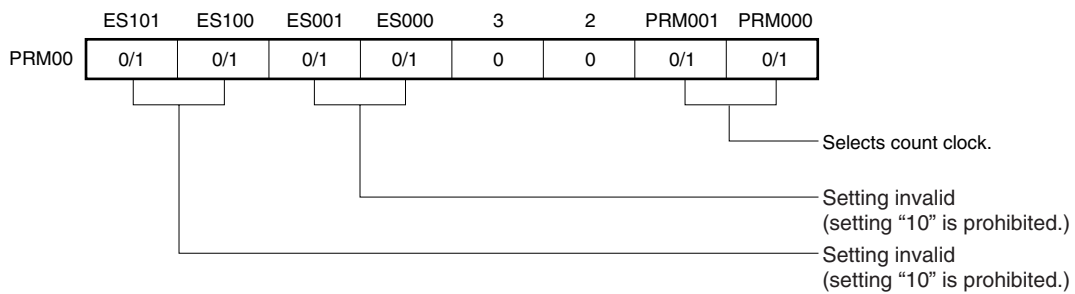 ES101 ES100 ES001 ES000 3 2 PRM001 PRM000
PRM00 0/1 0/1 0/1 0/1 0 0 0/1 0/1
Selects count clock.
Setting invalid
(setting “10” is prohibited.)
Setting invalid
(setting “10” is prohibited.)